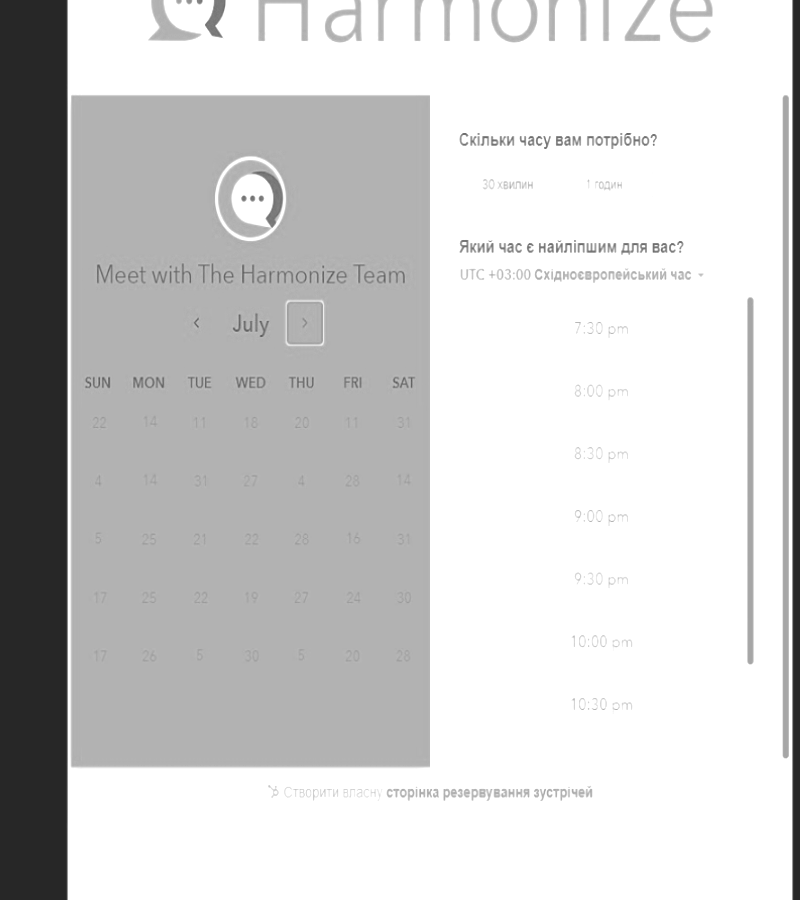 Harmonize
Meet with The Harmonize Team
July
SUN MON TUE WED THU FRI SAT
22 14 11 18 20 11 31
4 14 31 27 4 28 14
5 25 21 22 28 16 31
17 25 22 19 27 24 30
17 26 5 30 5 20 28
Скільки часу вам потрібно?
30 хвилин 1 годин
Який час є найліпшим для вас?
UTC +03:00 Східноєвропейський час
7:30 pm
8:00 pm
8:30 pm
9:00 pm
9:30 pm
10:00 pm
10:30 pm
Створити власну сторінка резервування зустрічей